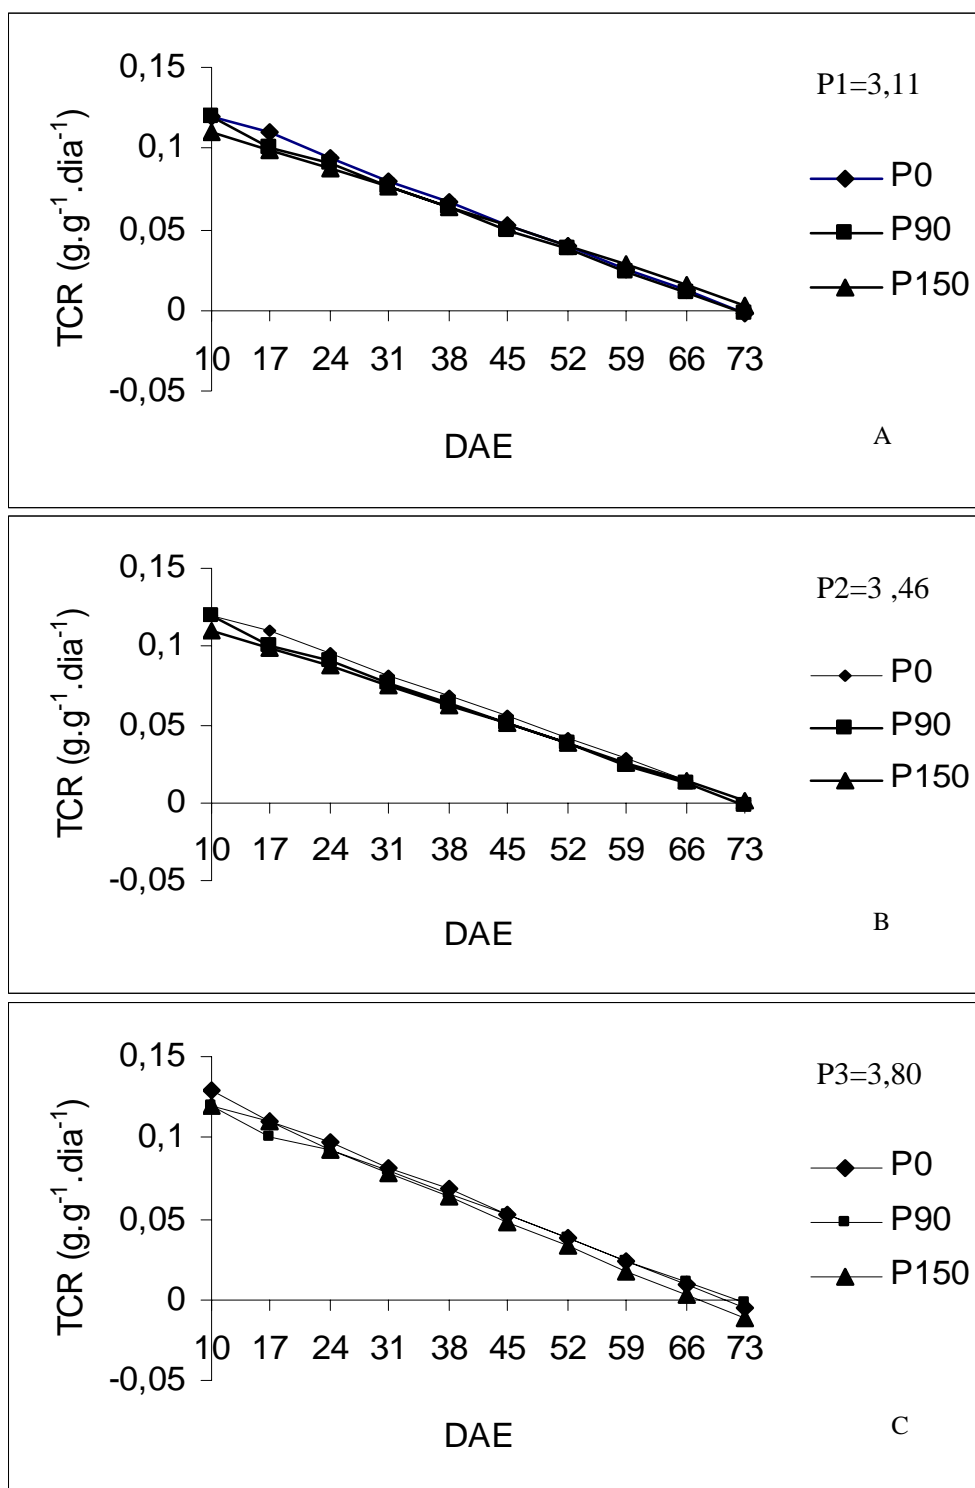 0,15
P1=3,11
0,1
P0
0,05
P90
0
P150
10 17 24 31 38 45 52 59 66 73
-0,05
TCR (g.g⁻¹.dia⁻¹)
DAE
A
0,15
P2=3 ,46
0,1
P0
0,05
P90
P150
0
10 17 24 31 38 45 52 59 66 73
-0,05
TCR (g.g⁻¹.dia⁻¹)
DAE
B
0,15
P3=3,80
0,1
P0
0,05
P90
P150
0
10 17 24 31 38 45 52 59 66 73
-0,05
TCR (g.g⁻¹.dia⁻¹)
DAE
C